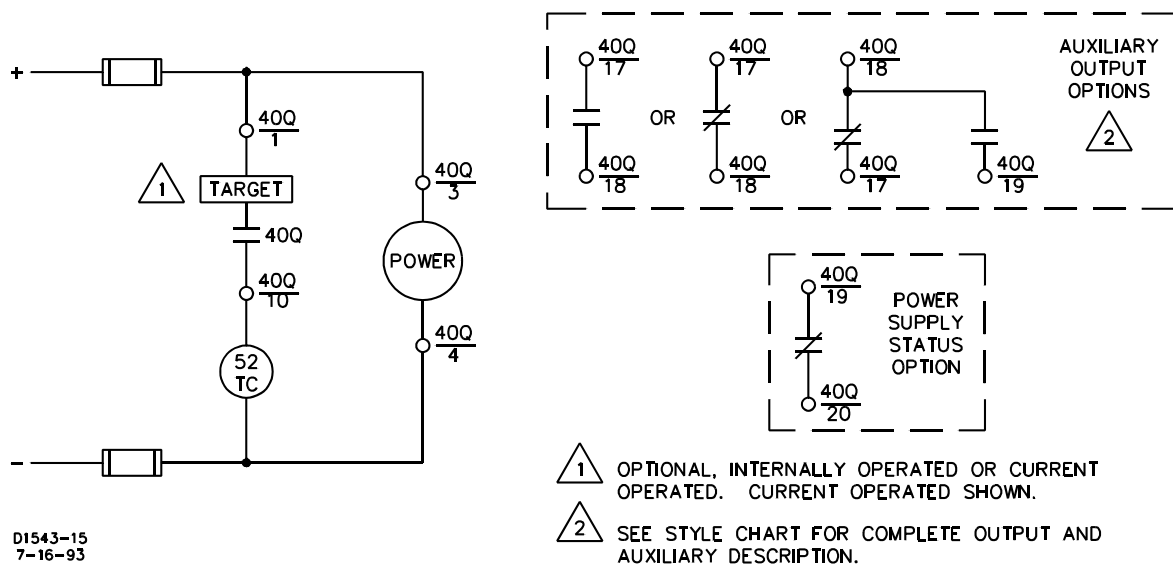 +
40Q
1
1
TARGET
40Q
40Q
10
52
TC
40Q
3
POWER
40Q
4
-
D1543-15
7-16-93
40Q
17
40Q
18
OR
40Q
17
40Q
18
OR
40Q
18
40Q
17
40Q
19
AUXILIARY
OUTPUT
OPTIONS
2
40Q
19
40Q
20
POWER
SUPPLY
STATUS
OPTION
1 OPTIONAL, INTERNALLY OPERATED OR CURRENT
OPERATED. CURRENT OPERATED SHOWN.
2 SEE STYLE CHART FOR COMPLETE OUTPUT AND
AUXILIARY DESCRIPTION.